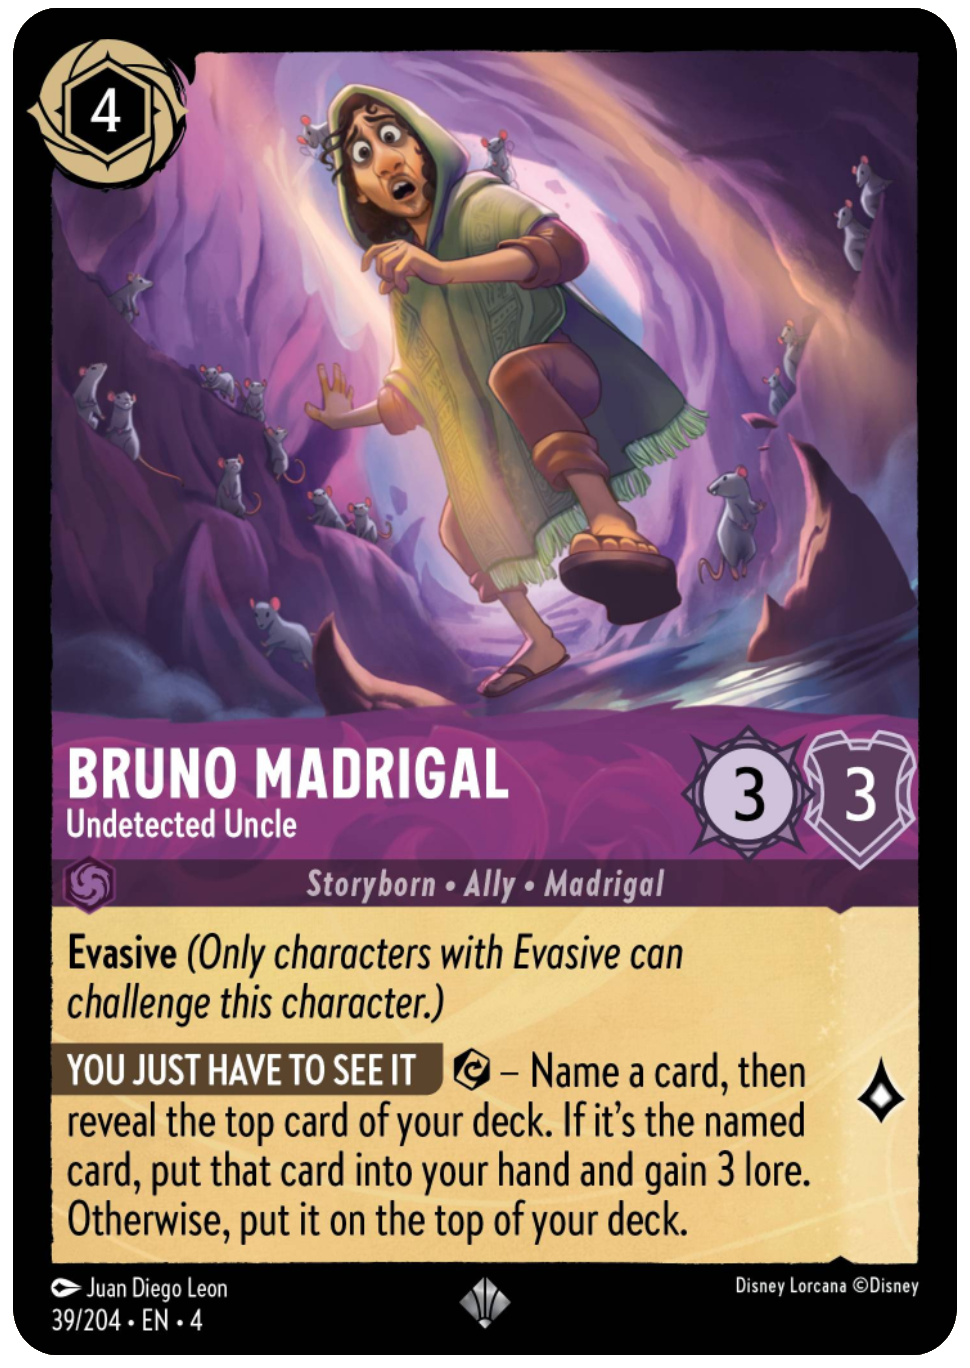 4
BRUNO MADRIGAL
Undetected Uncle
3 3
Storyborn • Ally • Madrigal
Evasive (Only characters with Evasive can
challenge this character.)
YOU JUST HAVE TO SEE IT – Name a card, then
reveal the top card of your deck. If it’s the named
card, put that card into your hand and gain 3 lore.
Otherwise, put it on the top of your deck.
Juan Diego Leon
Disney Lorcana ©Disney
39/204 • EN • 4